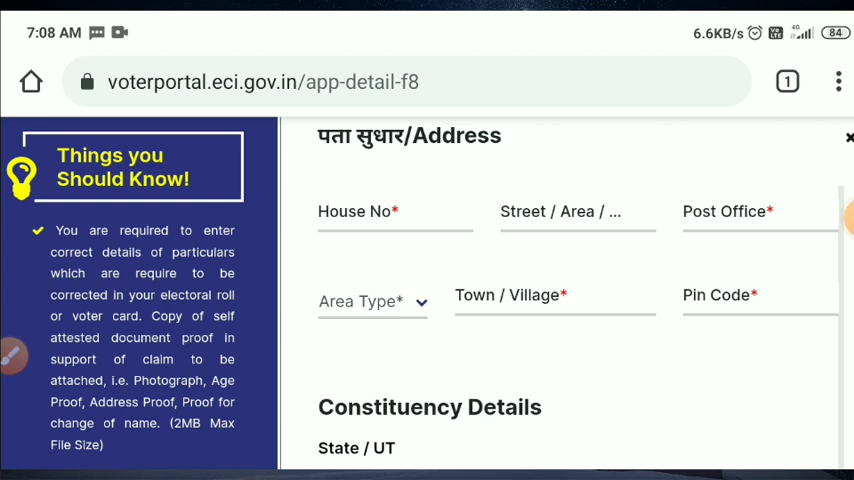 7:08 AM
6.6KB/s
Vo
LTE
4G
84
voterportal.eci.gov.in/app-detail-f8
1
Things you
Should Know!
You are required to enter
correct details of particulars
which are require to be
corrected in your electoral roll
or voter card. Copy of self
attested document proof in
support of claim to be
attached, i.e. Photograph, Age
Proof, Address Proof, Proof for
change of name. (2MB Max
File Size)
पता सुधार/Address
House No*
Street / Area / ...
Post Office*
Area Type*
Town / Village*
Pin Code*
Constituency Details
State / UT